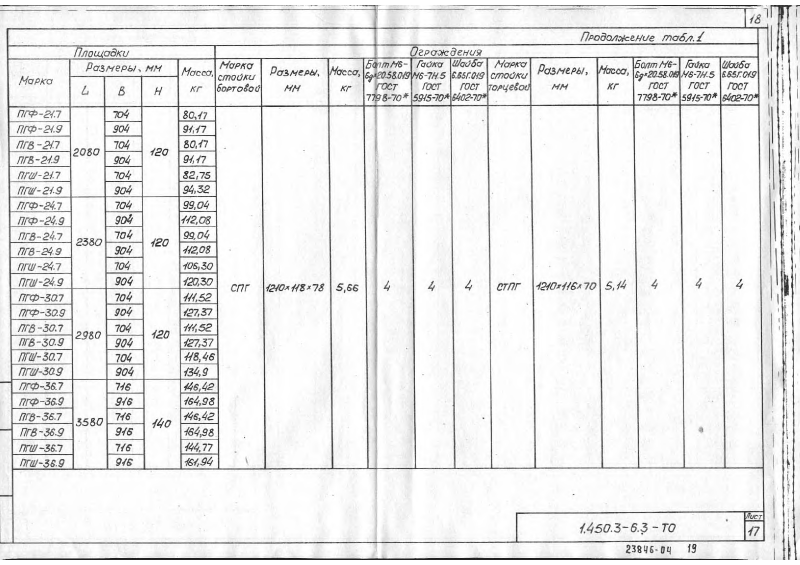 18
Продолжение табл.1
Площадки Ограждения
Марка Размеры, мм Масса, кг Марка стойки бортовой Размеры, мм Масса, кг Болт М6-6g×20.58.019 ГОСТ 7798-70* Гайка М6-7Н.5 ГОСТ 5915-70* Шайба 6.65Г.019 6402-70* Марка стойки торцевой Размеры, мм Масса, кг Болт М6-6g×20.58.019 ГОСТ 7798-70* Гайка М6-7Н.5 ГОСТ 5915-70* Шайба 6.65Г.019 ГОСТ 6402-70*
L B H
ПГФ-21.7 704 80,17
ПГФ-21.9 904 91,17
ПГВ-21.7 2080 704 120 80,17
ПГВ-21.9 904 91,17
ПГШ-21.7 704 82,75
ПГШ-21.9 904 94,32
ПГФ-24.7 704 99,04
ПГФ-24.9 904 112,08
ПГВ-24.7 2380 704 120 99,04
ПГВ-24.9 904 112,08
ПГШ-24.7 704 105,30
ПГШ-24.9 904 120,30 СПГ 1210×118×78 5,66 4 4 4 СТПГ 1210×116×70 5,14 4 4 4
ПГФ-30.7 704 111,52
ПГФ-30.9 904 127,37
ПГВ-30.7 2980 704 120 111,52
ПГВ-30.9 904 127,37
ПГШ-30.7 704 118,46
ПГШ-30.9 904 134,9
ПГФ-36.7 716 146,42
ПГФ-36.9 916 164,98
ПГВ-36.7 3580 716 140 146,42
ПГВ-36.9 916 164,98
ПГШ-36.7 716 144,77
ПГШ-36.9 916 161,94
1.450.3-6.3-ТО
Лист
17
23846-04 19